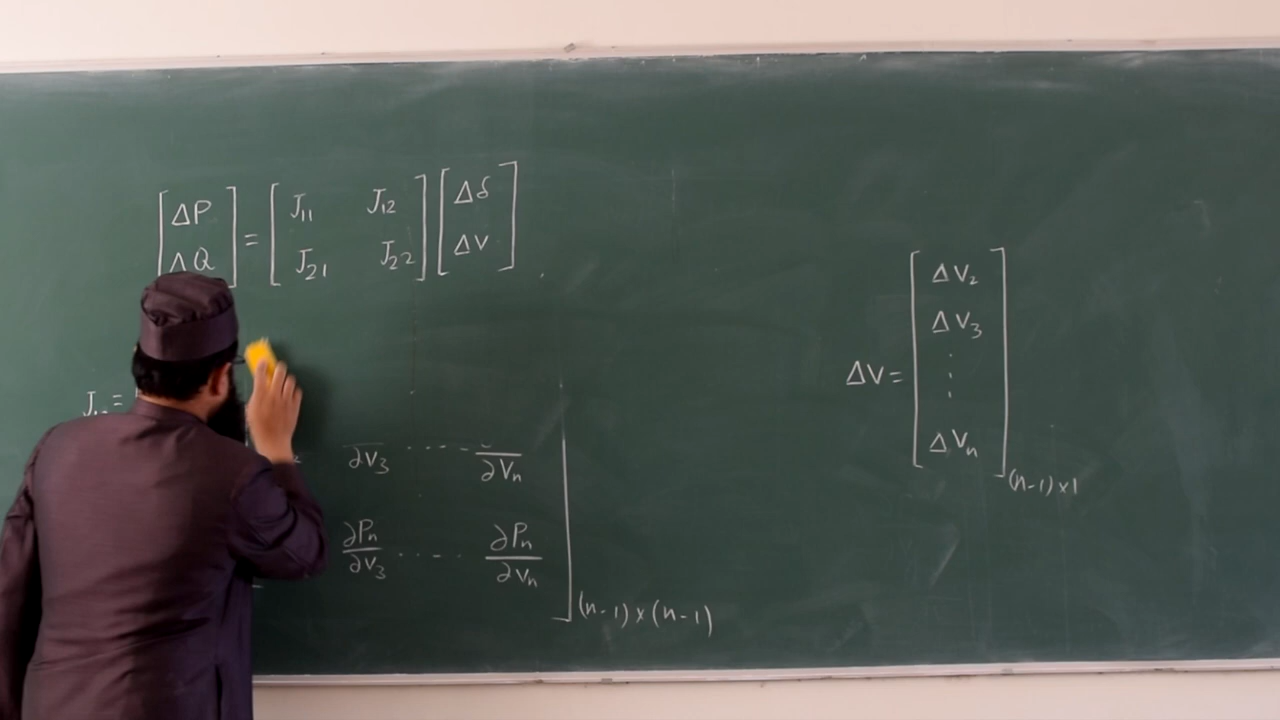 [ΔP] = [J₁₁ J₁₂] [Δδ]
[ΔQ] [J₂₁ J₂₂] [ΔV]
∂V₃ ---- ∂Vₙ
∂Pₙ/∂V₃ ---- ∂Pₙ/∂Vₙ
(n-1)×(n-1)
ΔV₂
ΔV₃
ΔV =
⋮
ΔVₙ
(n-1)×1